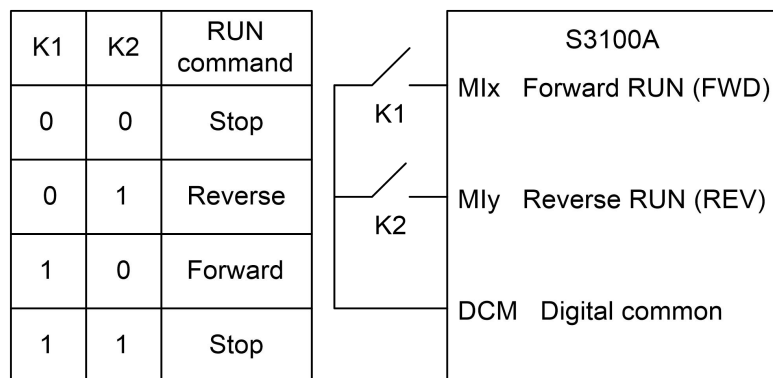 K1 K2 RUN command
0 0 Stop
0 1 Reverse
1 0 Forward
1 1 Stop
K1
K2
S3100A
MIx Forward RUN (FWD)
MIy Reverse RUN (REV)
DCM Digital common